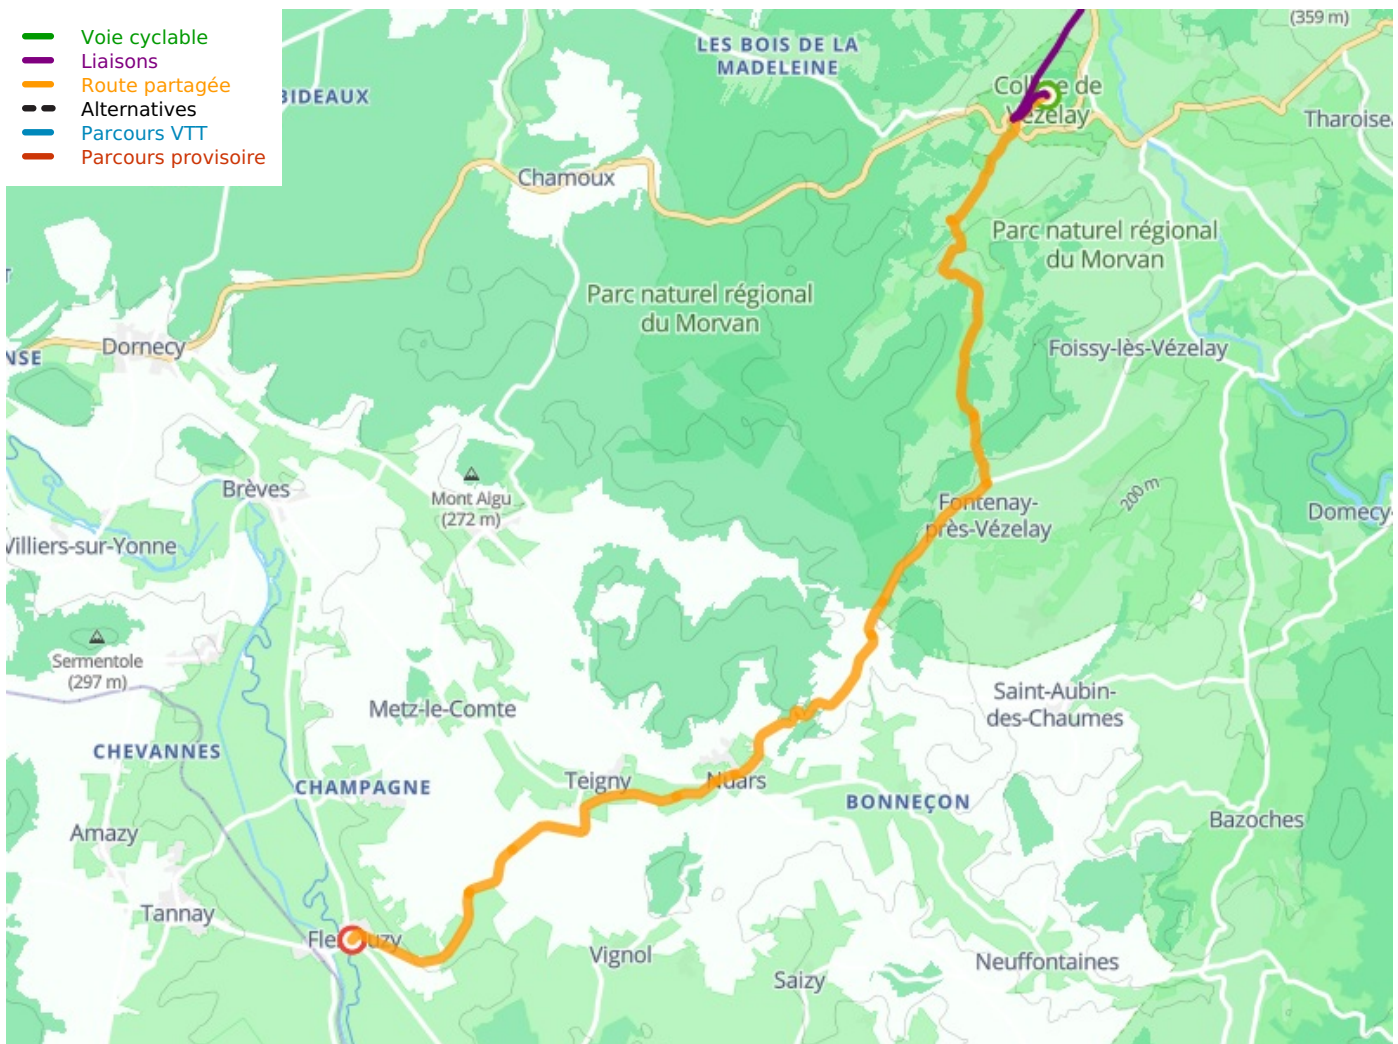 Voie cyclable
Liaisons
Route partagée
Alternatives
Parcours VTT
Parcours provisoire
(359 m)
LES BOIS DE LA
MADELEINE
BIDEAUX
Vézelay
Chamoux
Parc naturel régional
du Morvan
Parc naturel régional
du Morvan
Dornecy
NSE
Foissy-lès-Vézelay
Brèves
Mont Aigu
(272 m)
200 m
Fontenay-
près-Vézelay
Domecy-
Villiers-sur-Yonne
Sermentole
(297 m)
Metz-le-Comte
Saint-Aubin-
des-Chaumes
CHEVANNES
CHAMPAGNE
Teigny
Nuars
BONNEÇON
Amazy
Bazoches
Tannay
Vignol
Saizy
Neuffontaines